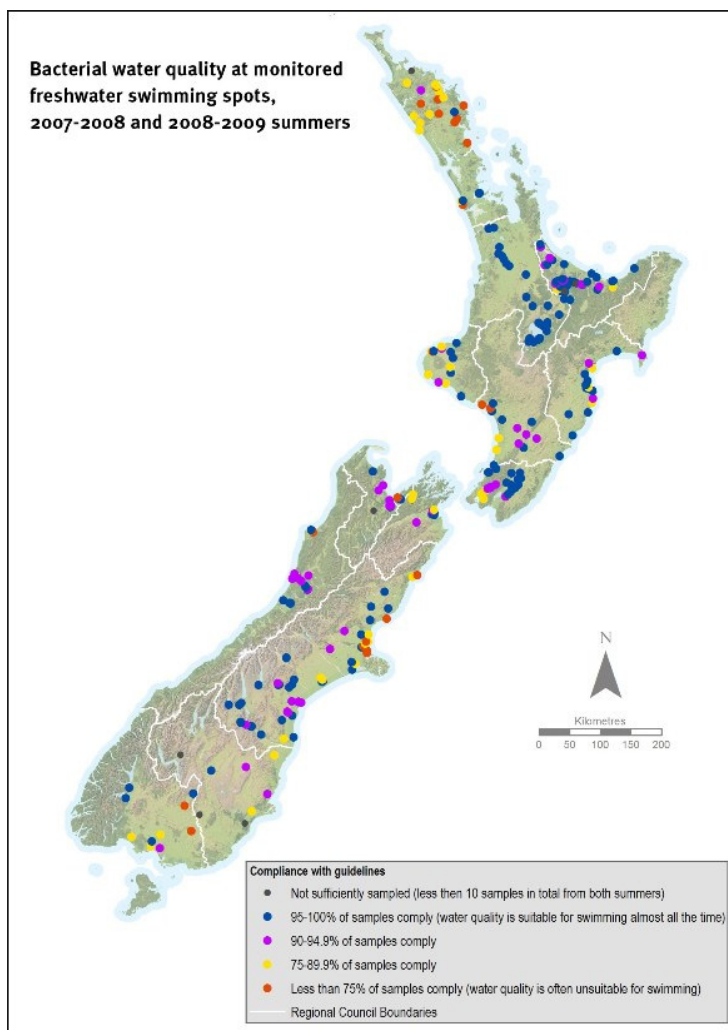 Bacterial water quality at monitored
freshwater swimming spots,
2007-2008 and 2008-2009 summers
N
Kilometres
0 50 100 150 200
Compliance with guidelines
Not sufficiently sampled (less then 10 samples in total from both summers)
95-100% of samples comply (water quality is suitable for swimming almost all the time)
90-94.9% of samples comply
75-89.9% of samples comply
Less than 75% of samples comply (water quality is often unsuitable for swimming)
Regional Council Boundaries